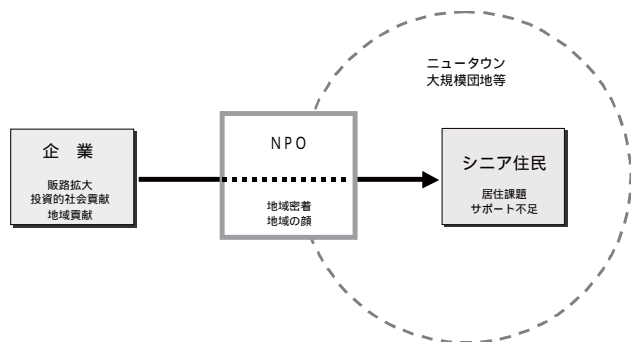 ニュータウン
大規模団地等
企 業
販路拡大
投資的社会貢献
地域貢献
NPO
地域密着
地域の顔
シニア住民
居住課題
サポート不足